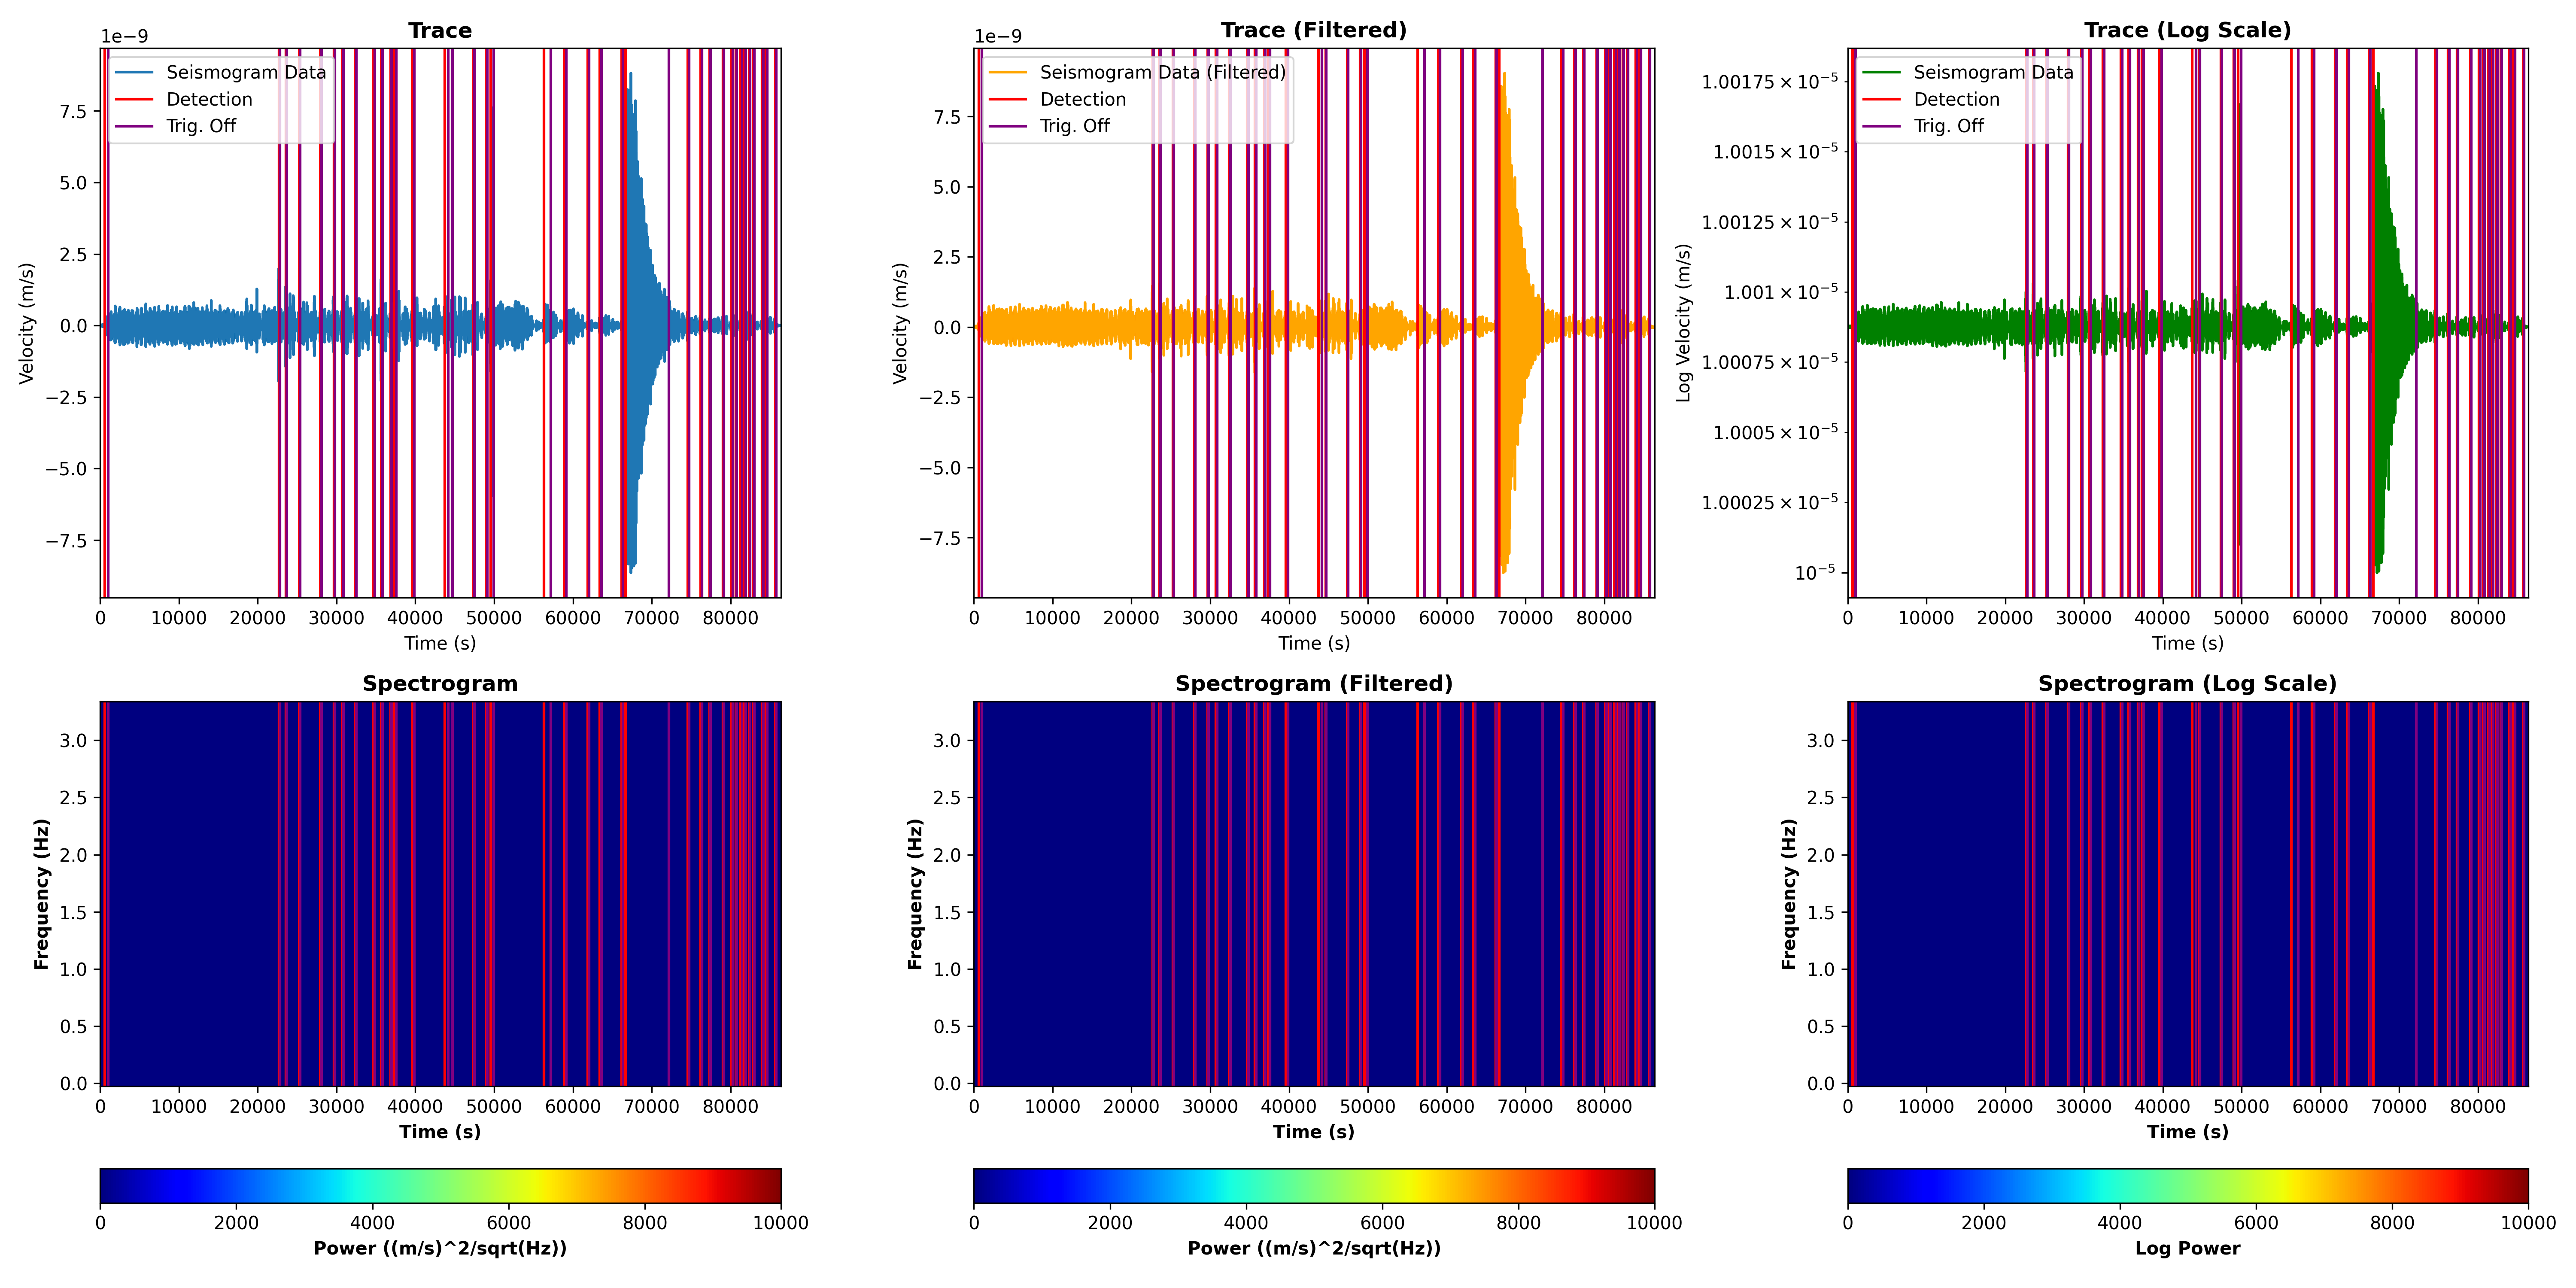 Trace
1e−9
Seismogram Data
Detection
Trig. Off
7.5
5.0
2.5
0.0
−2.5
−5.0
−7.5
Velocity (m/s)
0 10000 20000 30000 40000 50000 60000 70000 80000
Time (s)
Trace (Filtered)
1e−9
Seismogram Data (Filtered)
Detection
Trig. Off
7.5
5.0
2.5
0.0
−2.5
−5.0
−7.5
Velocity (m/s)
0 10000 20000 30000 40000 50000 60000 70000 80000
Time (s)
Trace (Log Scale)
Seismogram Data
Detection
Trig. Off
1.00175 × 10⁻⁵
1.0015 × 10⁻⁵
1.00125 × 10⁻⁵
1.001 × 10⁻⁵
1.00075 × 10⁻⁵
1.0005 × 10⁻⁵
1.00025 × 10⁻⁵
10⁻⁵
Log Velocity (m/s)
0 10000 20000 30000 40000 50000 60000 70000 80000
Time (s)
Spectrogram
3.0
2.5
2.0
1.5
1.0
0.5
0.0
Frequency (Hz)
0 10000 20000 30000 40000 50000 60000 70000 80000
Time (s)
0 2000 4000 6000 8000 10000
Power ((m/s)^2/sqrt(Hz))
Spectrogram (Filtered)
3.0
2.5
2.0
1.5
1.0
0.5
0.0
Frequency (Hz)
0 10000 20000 30000 40000 50000 60000 70000 80000
Time (s)
0 2000 4000 6000 8000 10000
Power ((m/s)^2/sqrt(Hz))
Spectrogram (Log Scale)
3.0
2.5
2.0
1.5
1.0
0.5
0.0
Frequency (Hz)
0 10000 20000 30000 40000 50000 60000 70000 80000
Time (s)
0 2000 4000 6000 8000 10000
Log Power